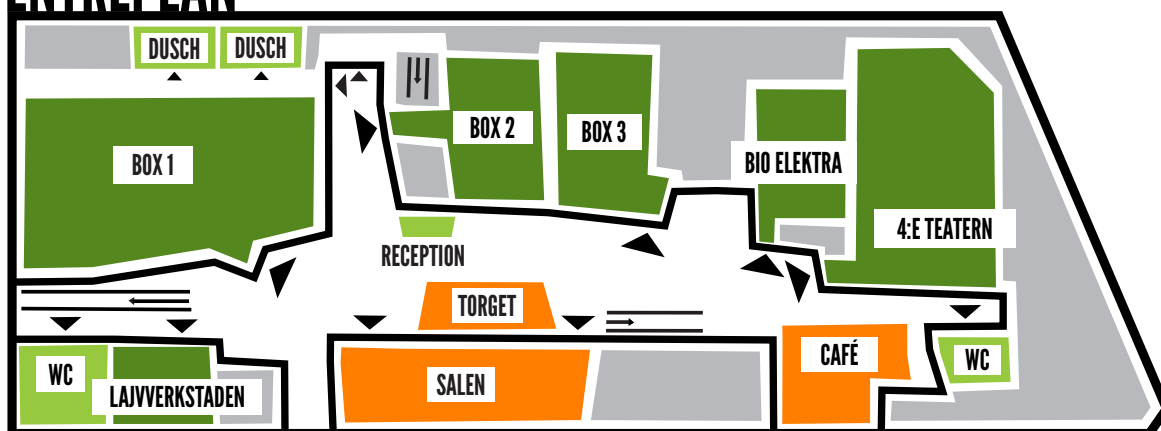 ENTRÉPLAN
DUSCH
DUSCH
BOX 1
BOX 2
BOX 3
BIO ELEKTRA
4:E TEATERN
RECEPTION
TORGET
WC
LAJVVERKSTADEN
SALEN
CAFÉ
WC